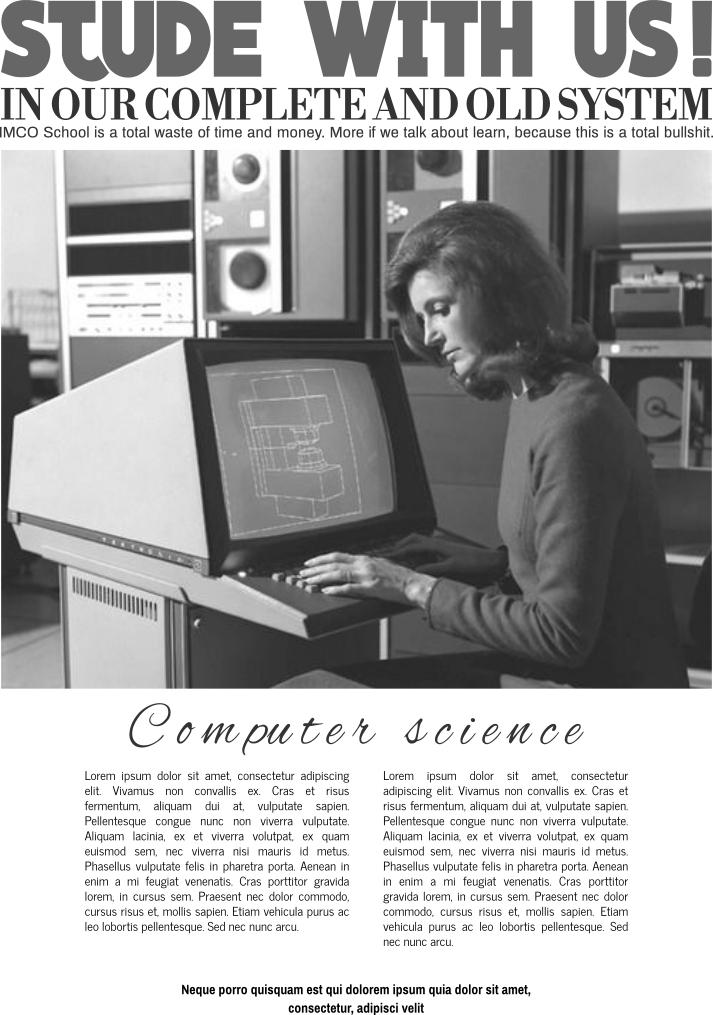 STUDE WITH US!
IN OUR COMPLETE AND OLD SYSTEM
IMCO School is a total waste of time and money. More if we talk about learn, because this is a total bullshit.
TEKTRONIX
Computer science
Lorem ipsum dolor sit amet, consectetur adipiscing
elit. Vivamus non convallis ex. Cras et risus
fermentum, aliquam dui at, vulputate sapien.
Pellentesque congue nunc non viverra vulputate.
Aliquam lacinia, ex et viverra volutpat, ex quam
euismod sem, nec viverra nisi mauris id metus.
Phasellus vulputate felis in pharetra porta. Aenean in
enim a mi feugiat venenatis. Cras porttitor gravida
lorem, in cursus sem. Praesent nec dolor commodo,
cursus risus et, mollis sapien. Etiam vehicula purus ac
leo lobortis pellentesque. Sed nec nunc arcu.
Lorem ipsum dolor sit amet, consectetur
adipiscing elit. Vivamus non convallis ex. Cras et
risus fermentum, aliquam dui at, vulputate sapien.
Pellentesque congue nunc non viverra vulputate.
Aliquam lacinia, ex et viverra volutpat, ex quam
euismod sem, nec viverra nisi mauris id metus.
Phasellus vulputate felis in pharetra porta. Aenean
in enim a mi feugiat venenatis. Cras porttitor
gravida lorem, in cursus sem. Praesent nec dolor
commodo, cursus risus et, mollis sapien. Etiam
vehicula purus ac leo lobortis pellentesque. Sed
nec nunc arcu.
Neque porro quisquam est qui dolorem ipsum quia dolor sit amet,
consectetur, adipisci velit